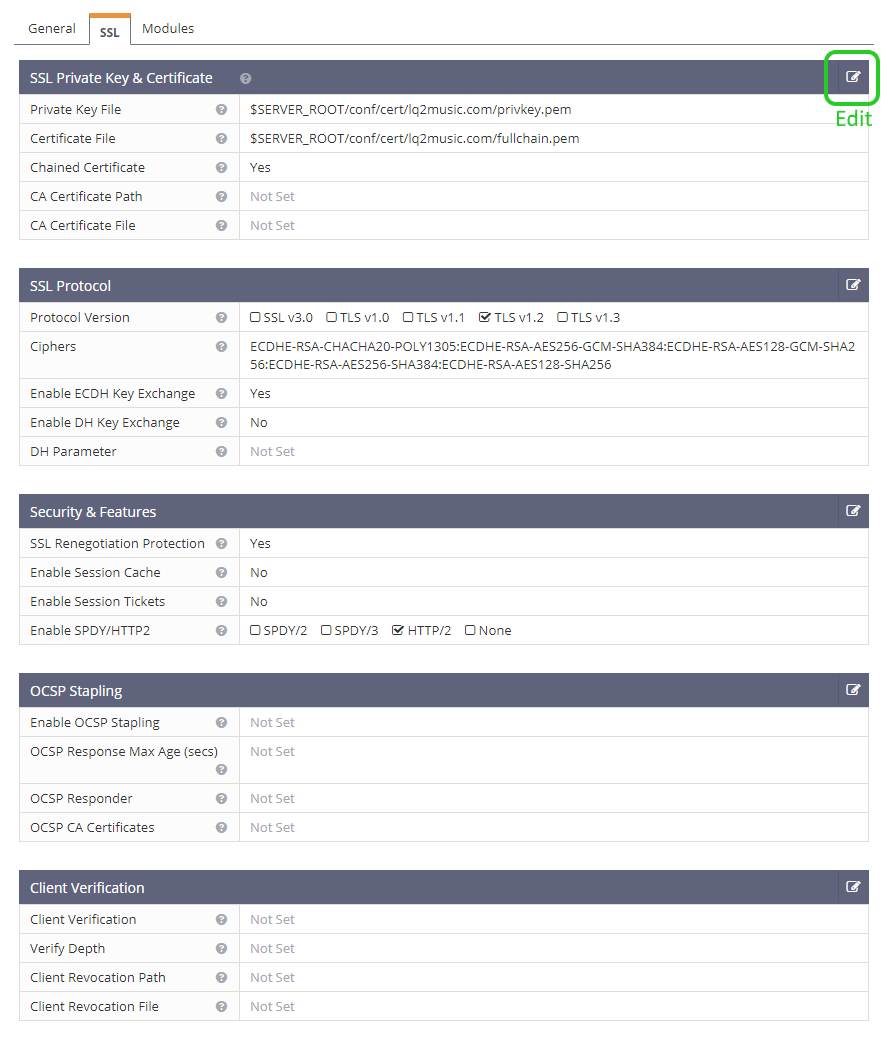 General SSL Modules
SSL Private Key & Certificate
Edit
Private Key File $SERVER_ROOT/conf/cert/lq2music.com/privkey.pem
Certificate File $SERVER_ROOT/conf/cert/lq2music.com/fullchain.pem
Chained Certificate Yes
CA Certificate Path Not Set
CA Certificate File Not Set
SSL Protocol
Protocol Version SSL v3.0 TLS v1.0 TLS v1.1 TLS v1.2 TLS v1.3
Ciphers ECDHE-RSA-CHACHA20-POLY1305:ECDHE-RSA-AES256-GCM-SHA384:ECDHE-RSA-AES128-GCM-SHA2
56:ECDHE-RSA-AES256-SHA384:ECDHE-RSA-AES128-SHA256
Enable ECDH Key Exchange Yes
Enable DH Key Exchange No
DH Parameter Not Set
Security & Features
SSL Renegotiation Protection Yes
Enable Session Cache No
Enable Session Tickets No
Enable SPDY/HTTP2 SPDY/2 SPDY/3 HTTP/2 None
OCSP Stapling
Enable OCSP Stapling Not Set
OCSP Response Max Age (secs) Not Set
OCSP Responder Not Set
OCSP CA Certificates Not Set
Client Verification
Client Verification Not Set
Verify Depth Not Set
Client Revocation Path Not Set
Client Revocation File Not Set